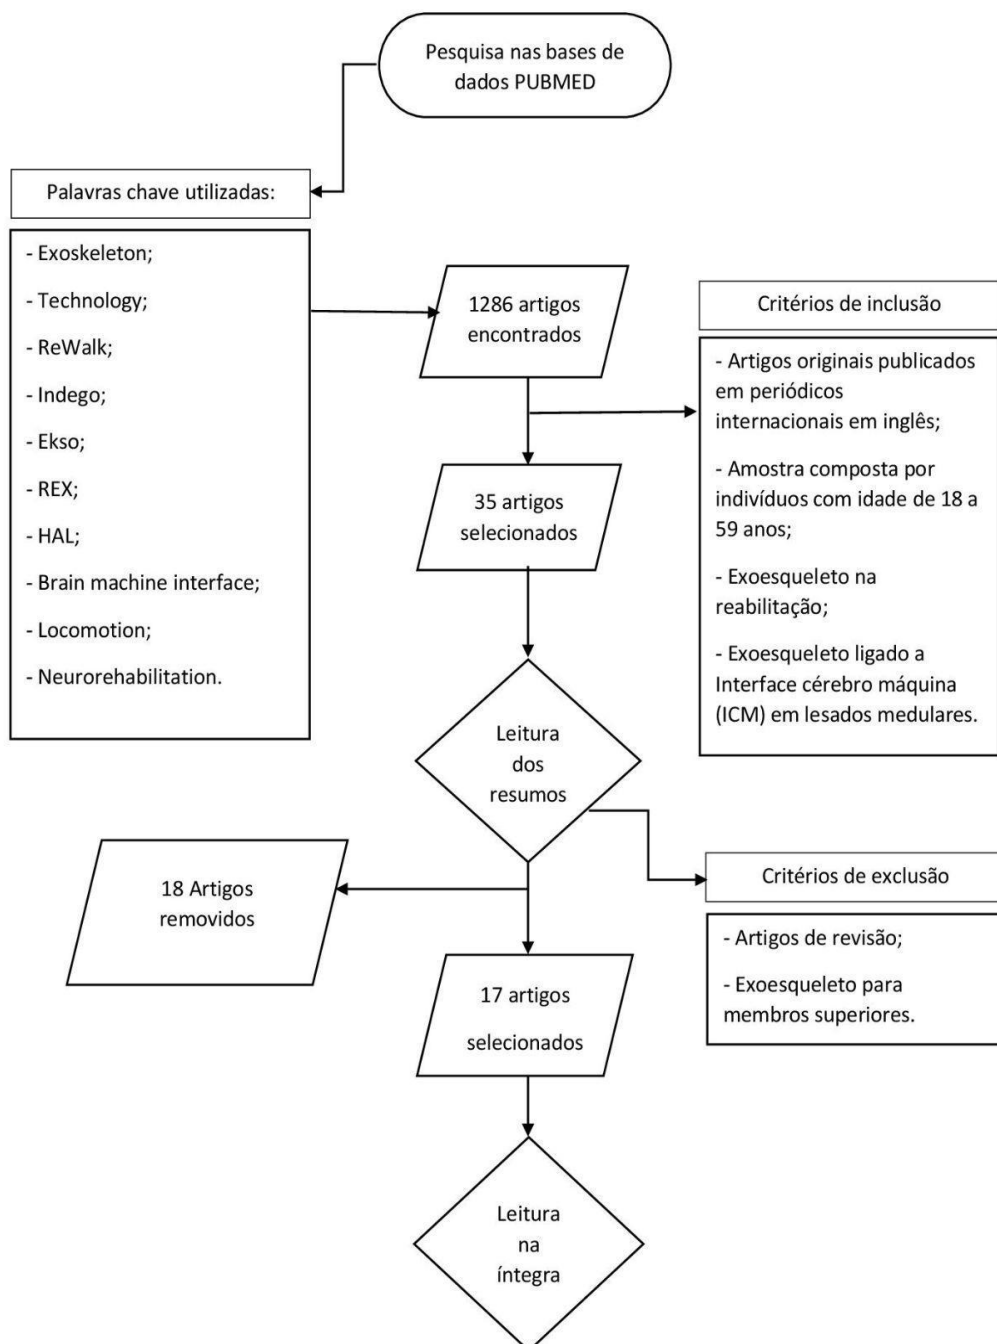 Pesquisa nas bases de
dados PUBMED
Palavras chave utilizadas:
- Exoskeleton;
- Technology;
- ReWalk;
- Indego;
- Ekso;
- REX;
- HAL;
- Brain machine interface;
- Locomotion;
- Neurorehabilitation.
1286 artigos
encontrados
Critérios de inclusão
- Artigos originais publicados
em periódicos
internacionais em inglês;
- Amostra composta por
indivíduos com idade de 18 a
59 anos;
- Exoesqueleto na
reabilitação;
- Exoesqueleto ligado a
Interface cérebro máquina
(ICM) em lesados medulares.
35 artigos
selecionados
Leitura
dos
resumos
18 Artigos
removidos
Critérios de exclusão
- Artigos de revisão;
- Exoesqueleto para
membros superiores.
17 artigos
selecionados
Leitura
na
íntegra